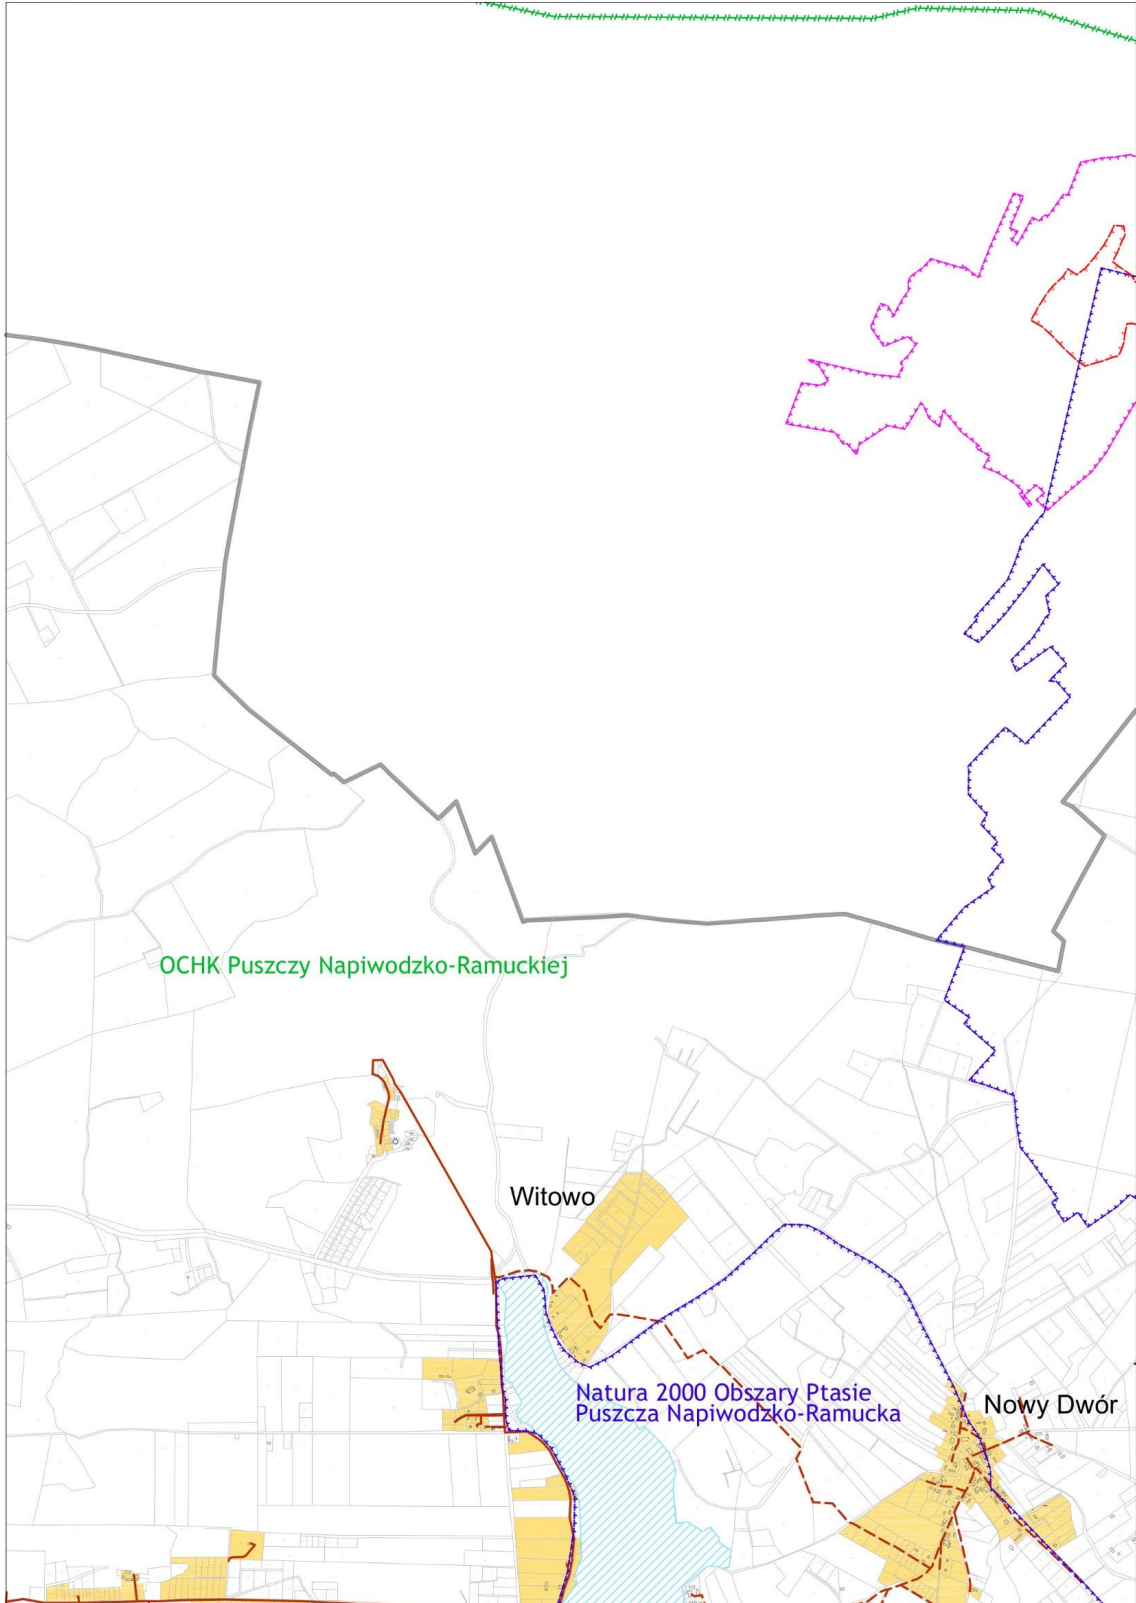 OCHK Puszczy Napiwodzko-Ramuckiej
Witowo
Natura 2000 Obszary Ptasie
Puszcza Napiwodzko-Ramucka
Nowy Dwór